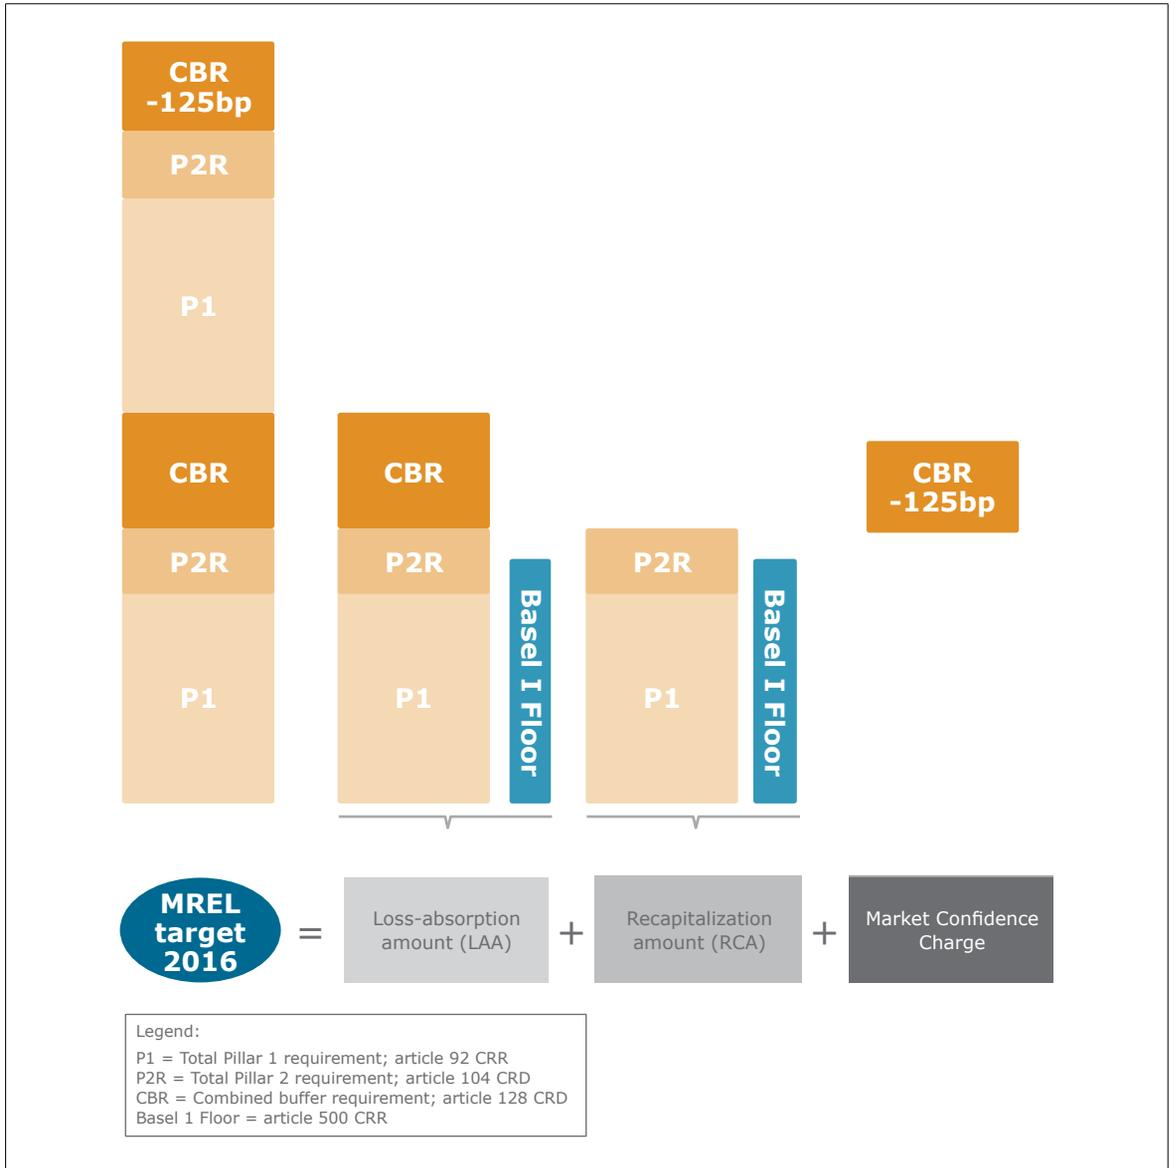 CBR
-125bp
P2R
P1
CBR
CBR
CBR
-125bp
P2R
P2R
P2R
Basel I Floor
Basel I Floor
P1
P1
P1
MREL
target
2016
=
Loss-absorption
amount (LAA)
+
Recapitalization
amount (RCA)
+
Market Confidence
Charge
Legend:
P1 = Total Pillar 1 requirement; article 92 CRR
P2R = Total Pillar 2 requirement; article 104 CRD
CBR = Combined buffer requirement; article 128 CRD
Basel 1 Floor = article 500 CRR